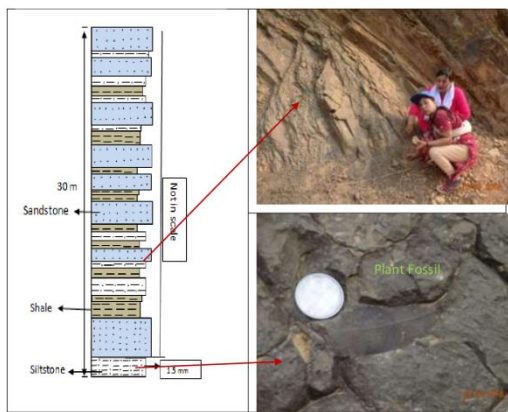 30 m
Sandstone
Shale
Siltstone
Not in scale
1.5 mm
Plant Fossil